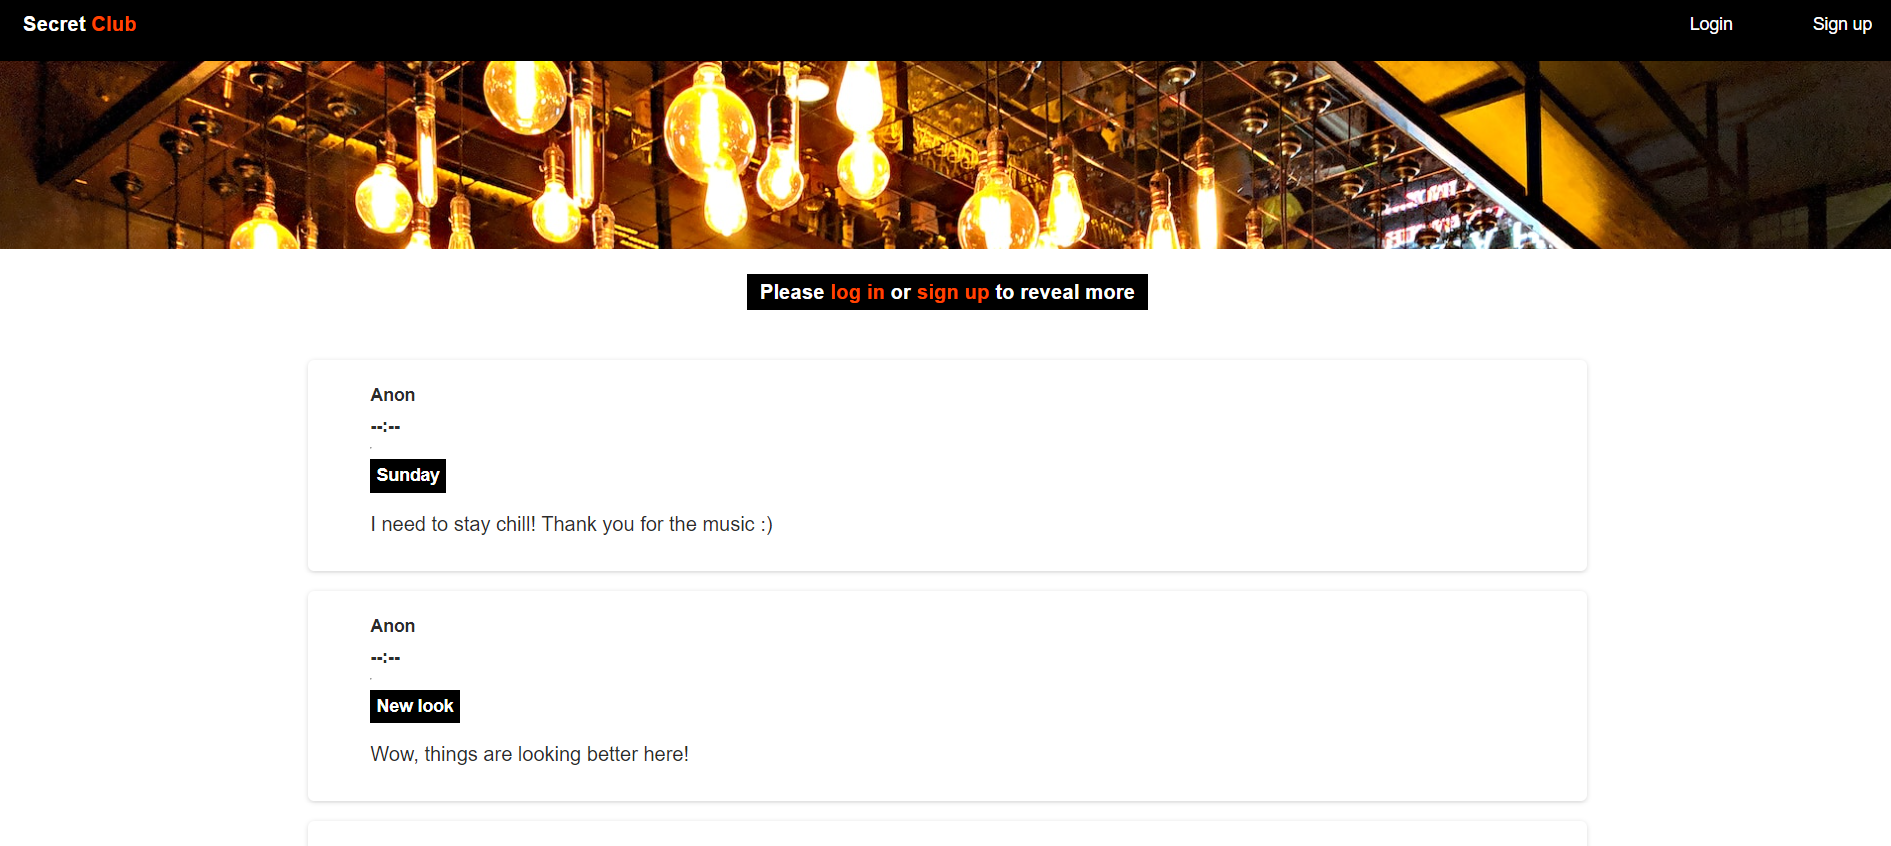 Secret Club
Login
Sign up
Please log in or sign up to reveal more
Anon
--:--
Sunday
I need to stay chill! Thank you for the music :)
Anon
--:--
New look
Wow, things are looking better here!